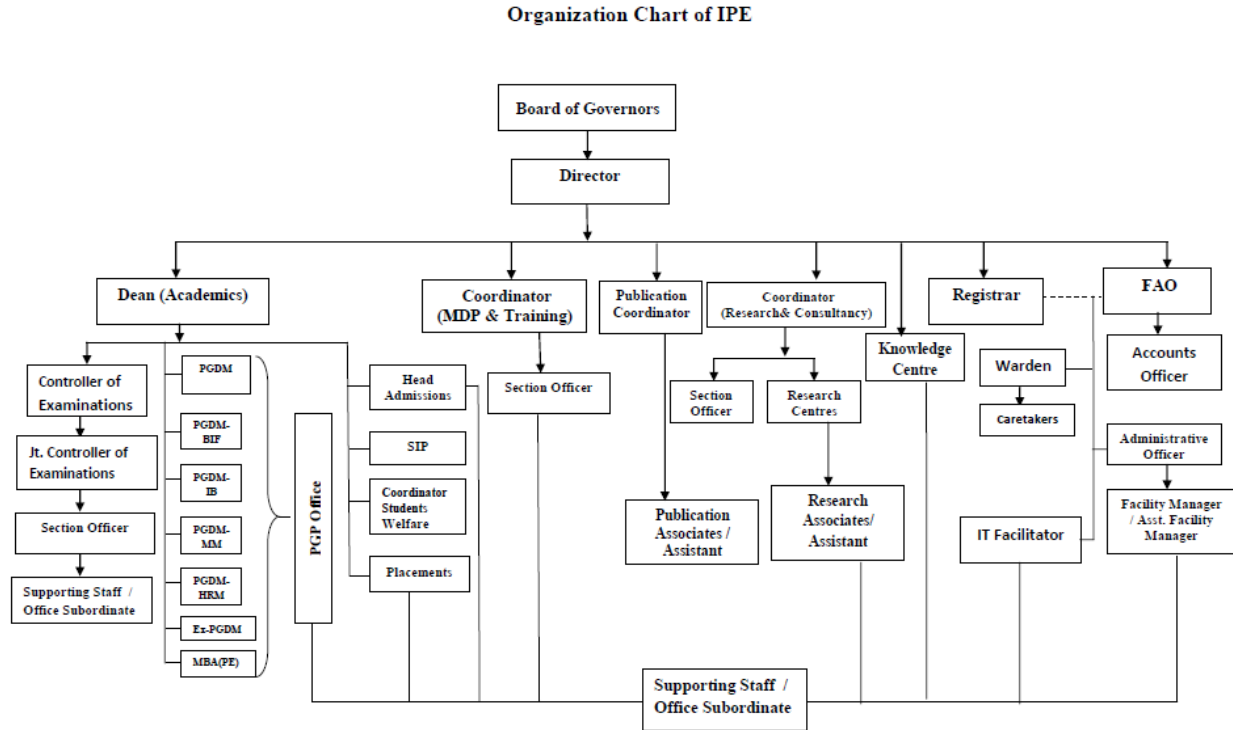 Organization Chart of IPE
Board of Governors
Director
Dean (Academics)
Coordinator
(MDP & Training)
Publication
Coordinator
Coordinator
(Research& Consultancy)
Knowledge
Centre
Registrar
FAO
Controller of
Examinations
Jt. Controller of
Examinations
Section Officer
Supporting Staff /
Office Subordinate
PGDM
PGDM-
BIF
PGDM-
IB
PGDM-
MM
PGDM-
HRM
Ex-PGDM
MBA(PE)
PGP Office
Head
Admissions
SIP
Coordinator
Students
Welfare
Placements
Section Officer
Publication
Associates /
Assistant
Section
Officer
Research
Centres
Research
Associates/
Assistant
Warden
Caretakers
IT Facilitator
Accounts
Officer
Administrative
Officer
Facility Manager
/ Asst. Facility
Manager
Supporting Staff /
Office Subordinate